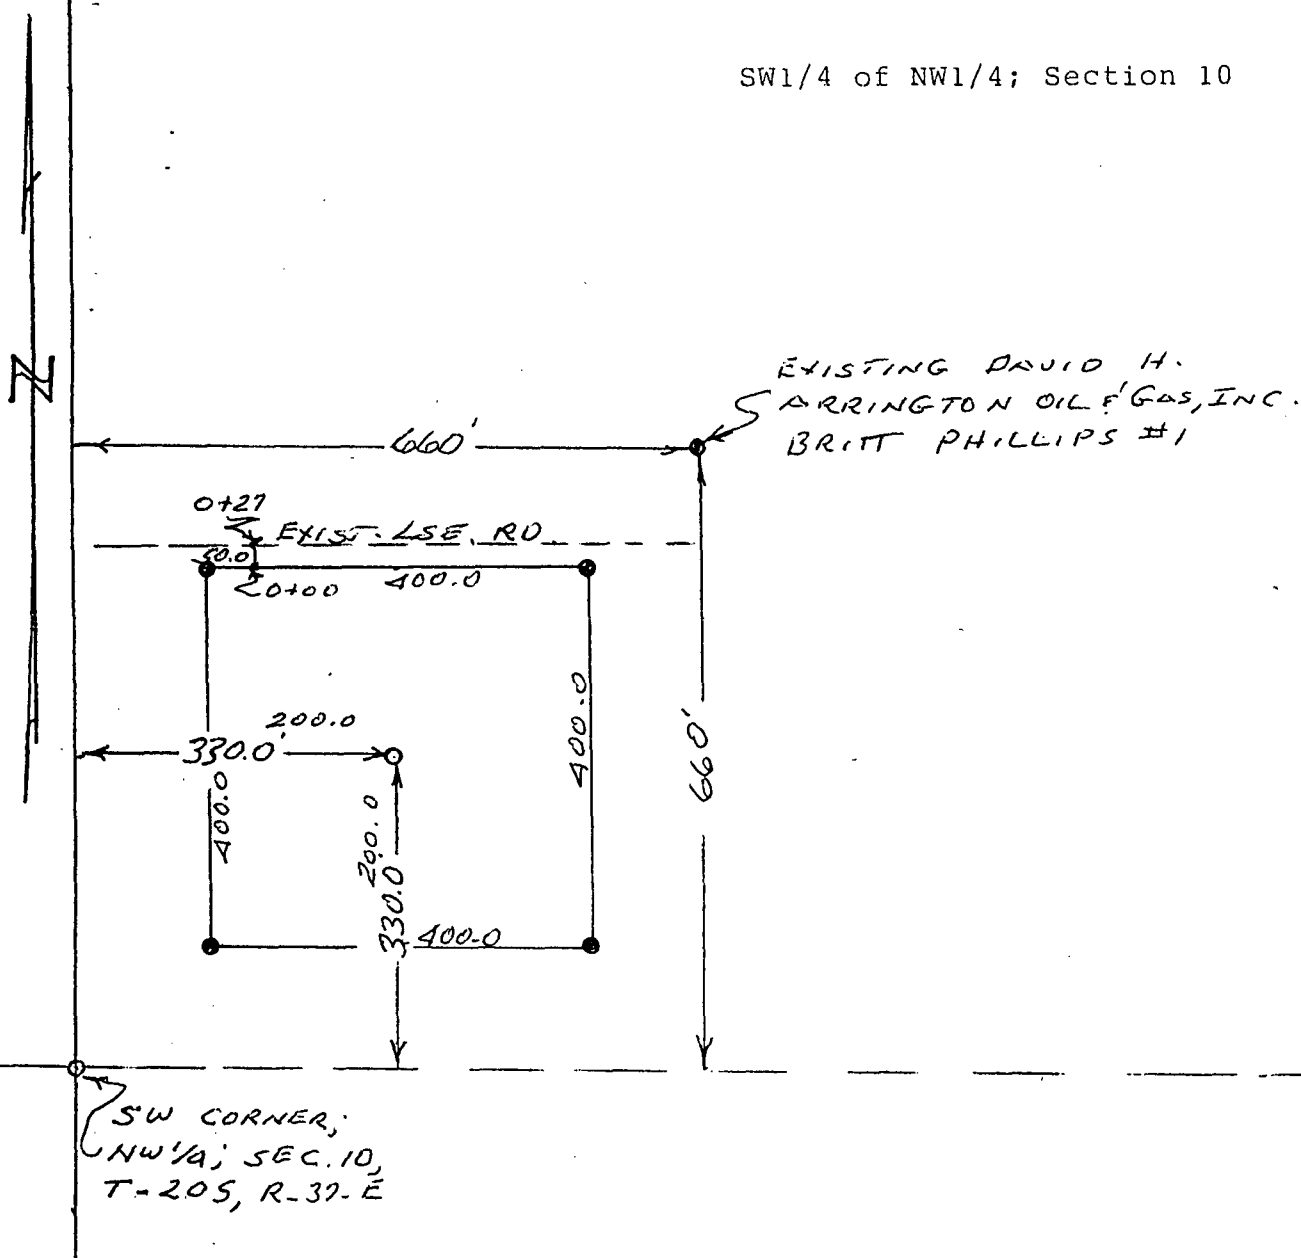 SW1/4 of NW1/4; Section 10
N
EXISTING DAVID H.
ARRINGTON OIL & GAS, INC.
BRITT PHILLIPS #1
660'
0+27
EXIST. LSE. RD.
50.0
0+00
400.0
400.0
660'
200.0
330.0'
400.0
200.0
330.0
400.0
SW CORNER;
NW 1/4; SEC. 10,
T-20S, R-37-E